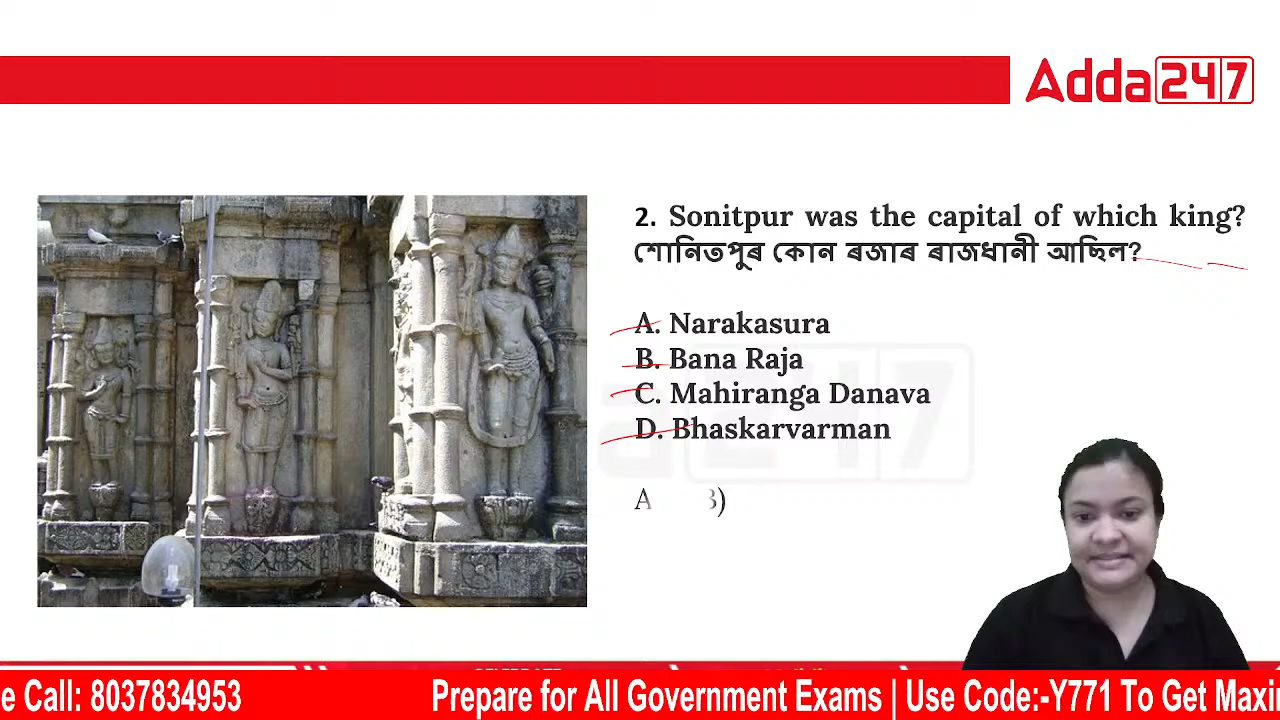 Adda247
2. Sonitpur was the capital of which king?
শোনিতপুৰ কোন ৰজাৰ ৰাজধানী আছিল?
A. Narakasura
B. Bana Raja
C. Mahiranga Danava
D. Bhaskarvarman
e Call: 8037834953 Prepare for All Government Exams | Use Code:-Y771 To Get Maxi